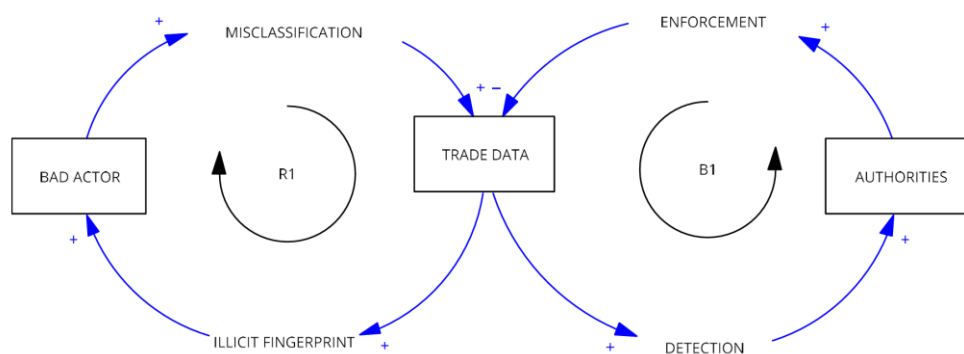 MISCLASSIFICATION
ENFORCEMENT
+
+
+ –
BAD ACTOR
R1
TRADE DATA
B1
AUTHORITIES
+
+
ILLICIT FINGERPRINT
+
+
DETECTION